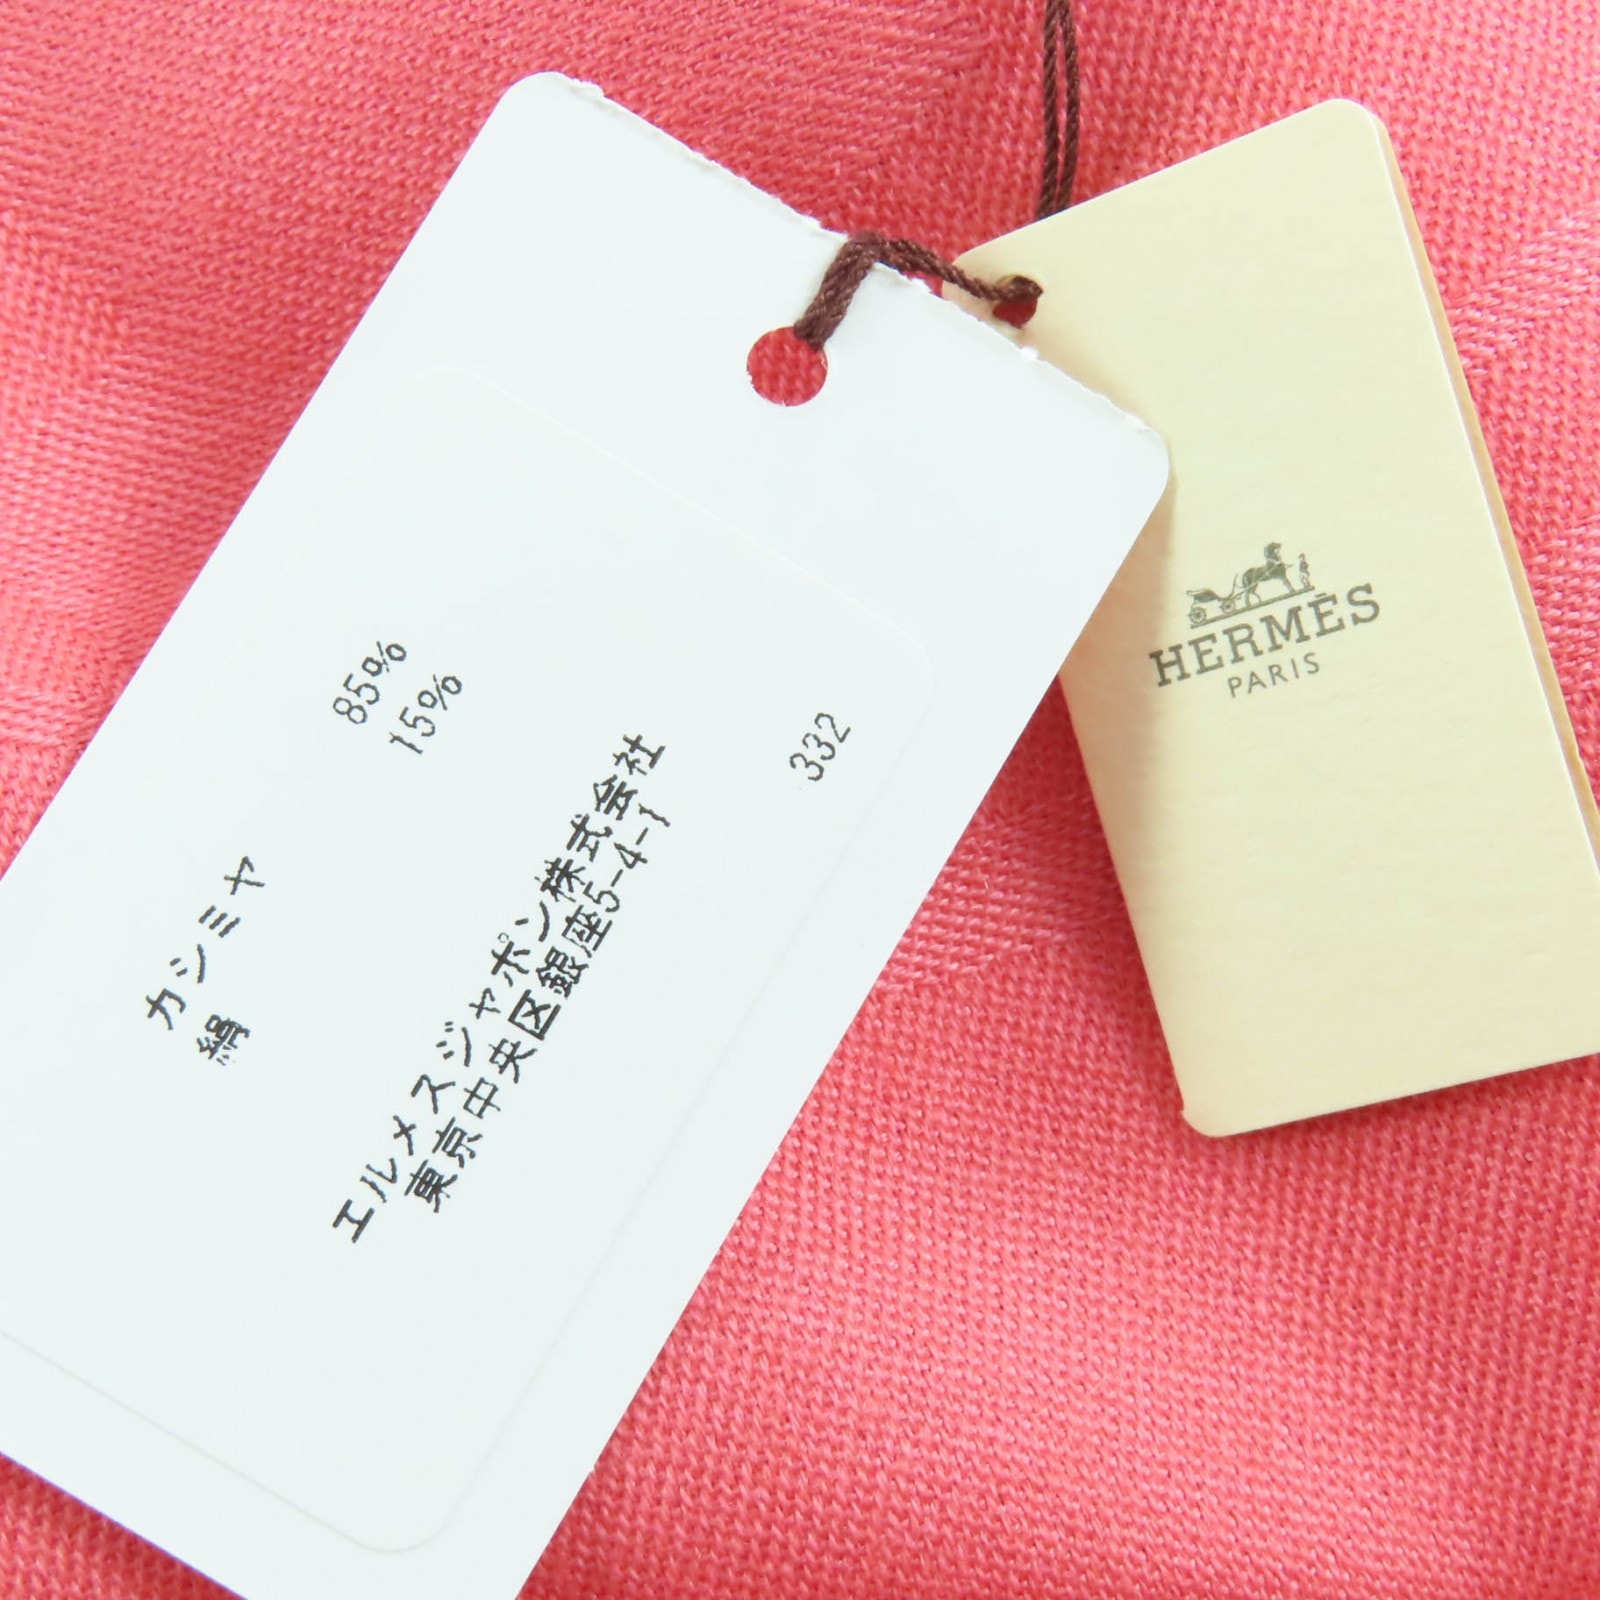 カシミヤ 85%
絹 15%
エルメスジャポン株式会社
東京中央区銀座5-4-1
332
HERMÈS
PARIS